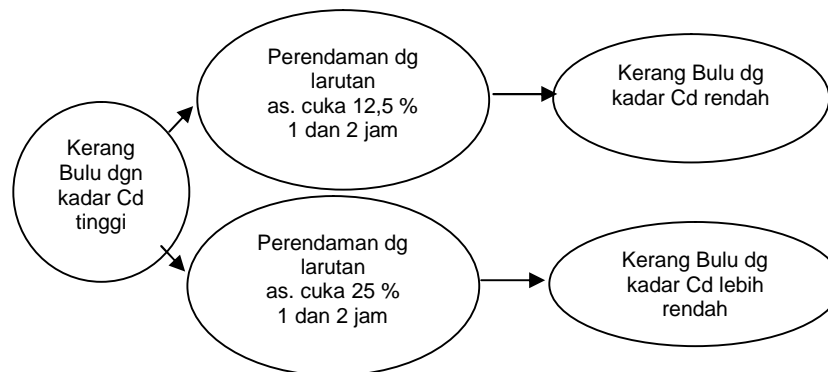 Kerang
Bulu dgn
kadar Cd
tinggi
Perendaman dg
larutan
as. cuka 12,5 %
1 dan 2 jam
Kerang Bulu dg
kadar Cd rendah
Perendaman dg
larutan
as. cuka 25 %
1 dan 2 jam
Kerang Bulu dg
kadar Cd lebih
rendah